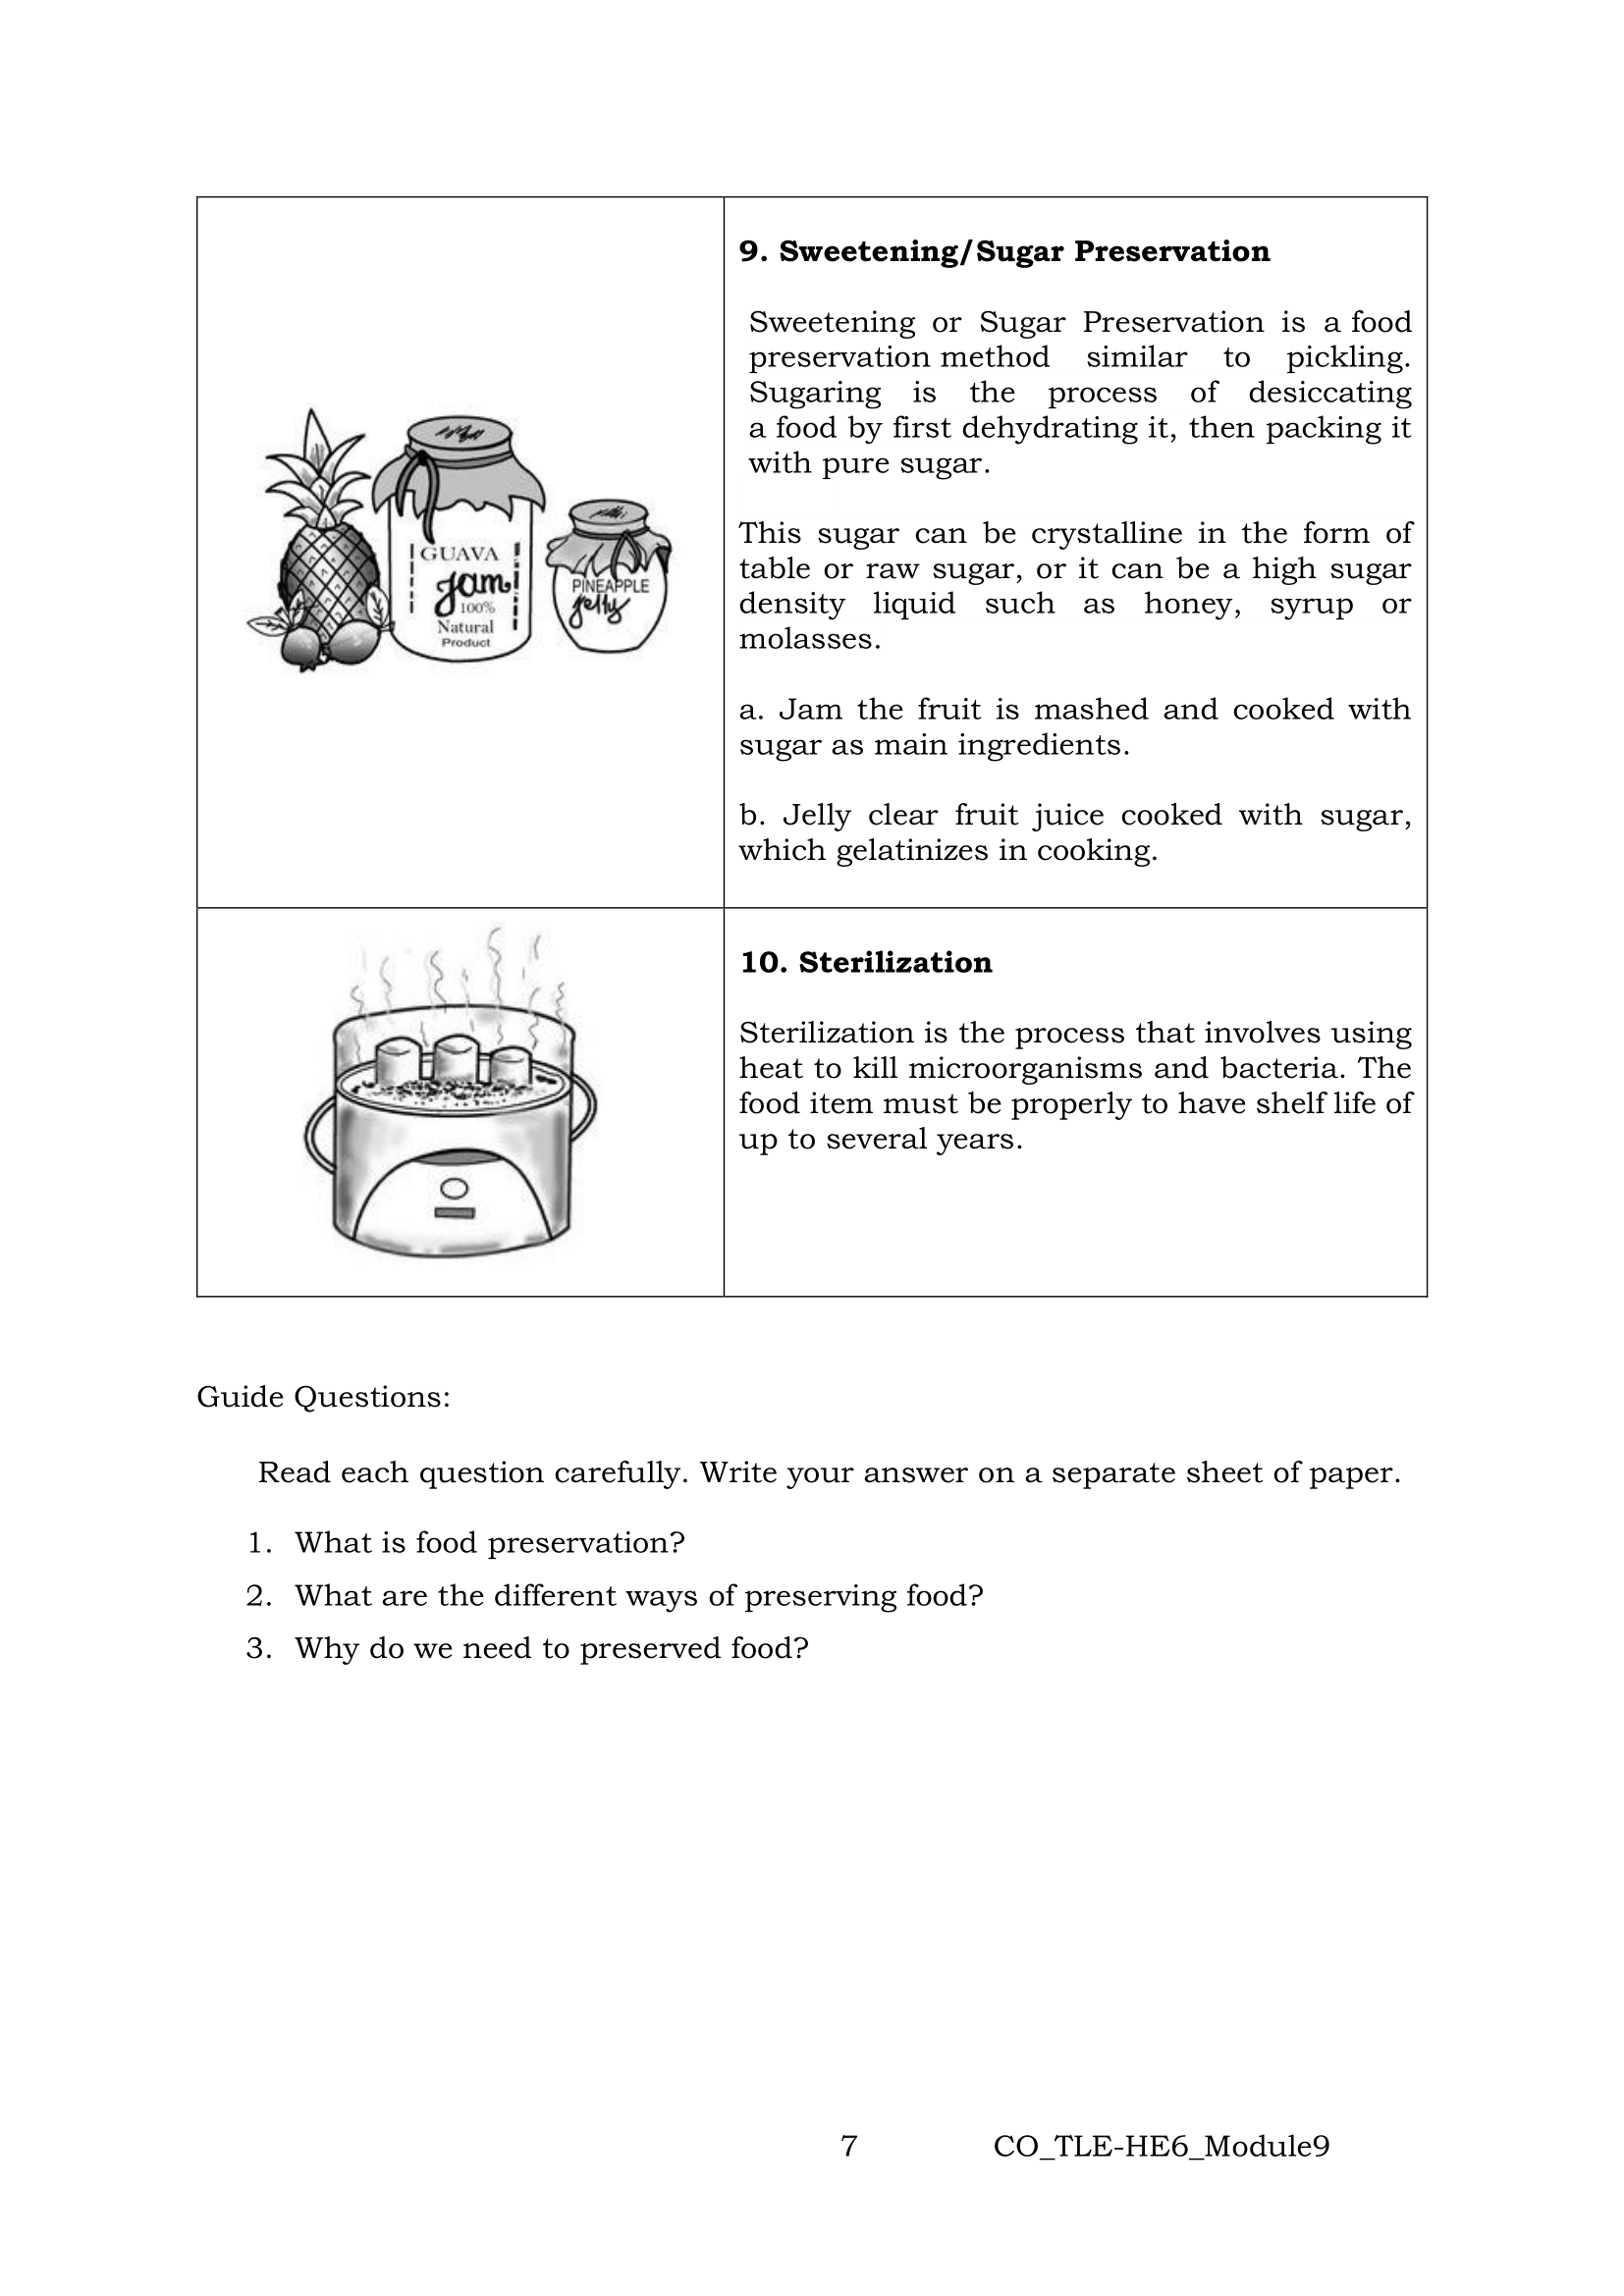 GUAVA
jam
100%
Natural
Product
PINEAPPLE
jelly
9. Sweetening/Sugar Preservation
Sweetening or Sugar Preservation is a food
preservation method similar to pickling.
Sugaring is the process of desiccating
a food by first dehydrating it, then packing it
with pure sugar.
This sugar can be crystalline in the form of
table or raw sugar, or it can be a high sugar
density liquid such as honey, syrup or
molasses.
a. Jam the fruit is mashed and cooked with
sugar as main ingredients.
b. Jelly clear fruit juice cooked with sugar,
which gelatinizes in cooking.
10. Sterilization
Sterilization is the process that involves using
heat to kill microorganisms and bacteria. The
food item must be properly to have shelf life of
up to several years.
Guide Questions:
Read each question carefully. Write your answer on a separate sheet of paper.
1. What is food preservation?
2. What are the different ways of preserving food?
3. Why do we need to preserved food?
7 CO_TLE-HE6_Module9